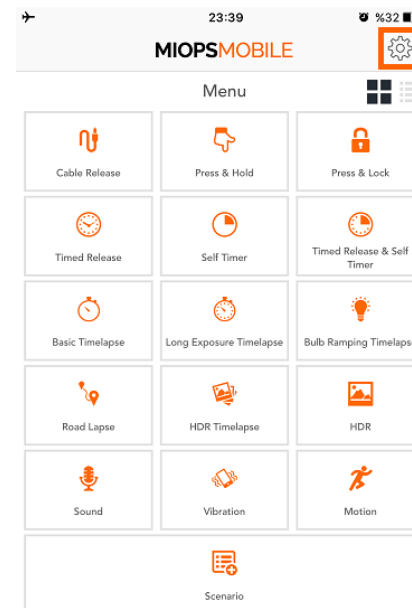 23:39
%32
MIOPSMOBILE
Menu
Cable Release
Press & Hold
Press & Lock
Timed Release
Self Timer
Timed Release & Self
Timer
Basic Timelapse
Long Exposure Timelapse
Bulb Ramping Timelapse
Road Lapse
HDR Timelapse
HDR
Sound
Vibration
Motion
Scenario